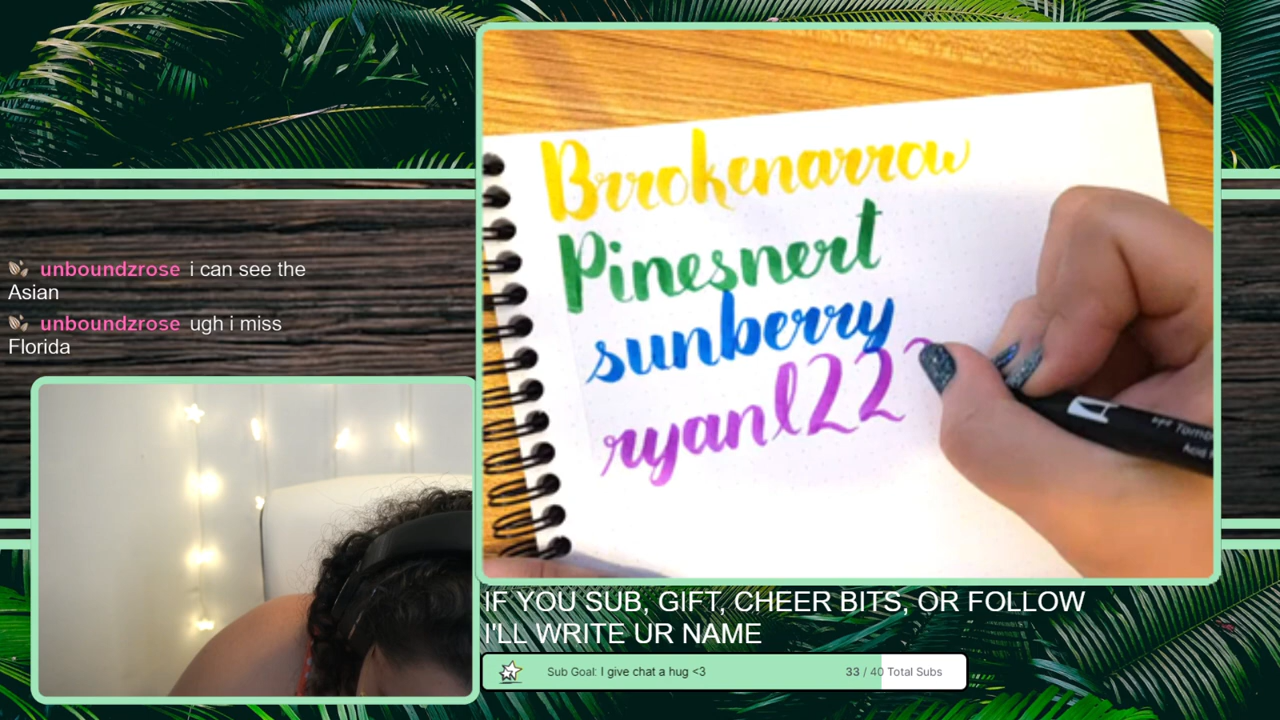 unboundzrose i can see the
Asian
unboundzrose ugh i miss
Florida
Brrokenarrow
Pinesnert
sunberry
ryanl22
IF YOU SUB, GIFT, CHEER BITS, OR FOLLOW
I'LL WRITE UR NAME
Sub Goal: I give chat a hug <3 33 / 40 Total Subs